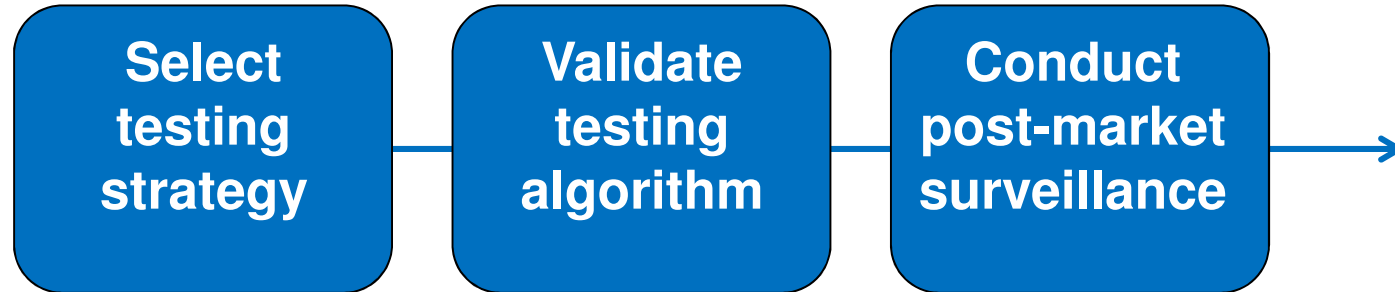 Select
testing
strategy
Validate
testing
algorithm
Conduct
post-market
surveillance